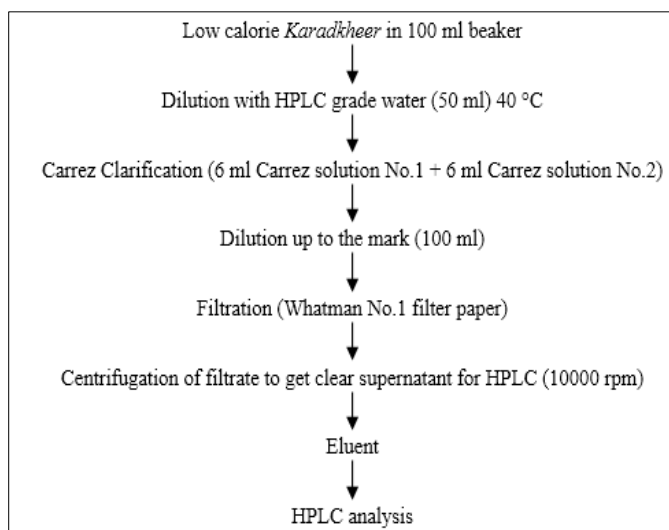 Low calorie Karadkheer in 100 ml beaker
Dilution with HPLC grade water (50 ml) 40 °C
Carrez Clarification (6 ml Carrez solution No.1 + 6 ml Carrez solution No.2)
Dilution up to the mark (100 ml)
Filtration (Whatman No.1 filter paper)
Centrifugation of filtrate to get clear supernatant for HPLC (10000 rpm)
Eluent
HPLC analysis